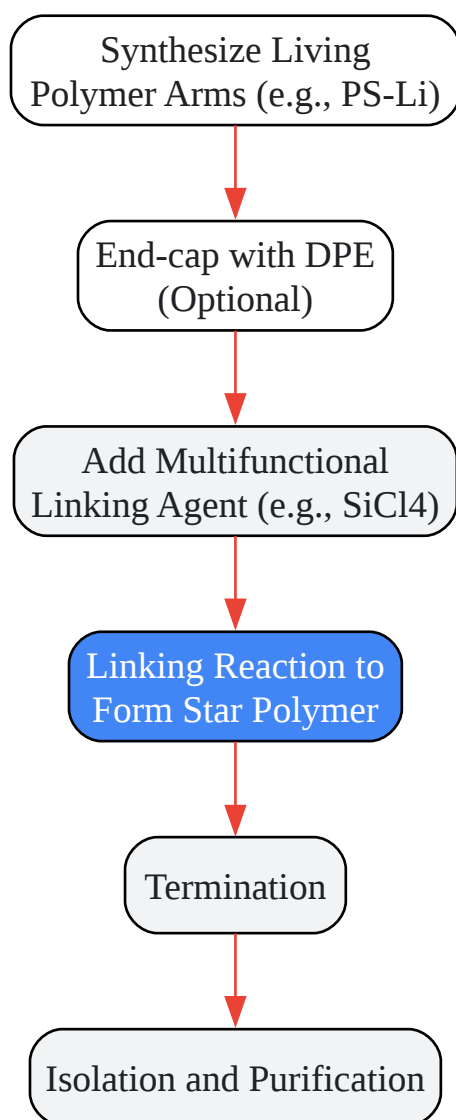 Synthesize Living
Polymer Arms (e.g., PS-Li)
End-cap with DPE
(Optional)
Add Multifunctional
Linking Agent (e.g., SiCl4)
Linking Reaction to
Form Star Polymer
Termination
Isolation and Purification